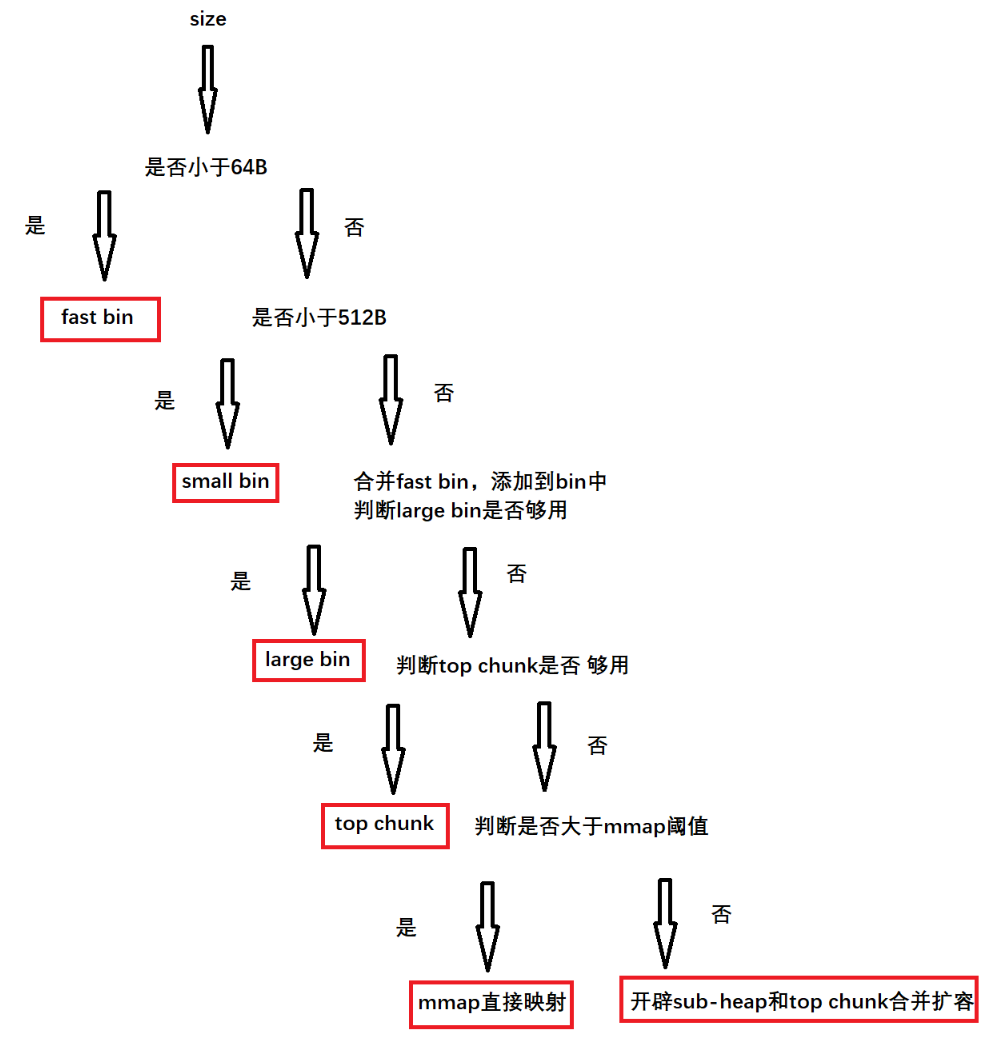 size
是否小于64B
是
否
fast bin
是否小于512B
是
否
small bin
合并fast bin，添加到bin中
判断large bin是否够用
是
否
large bin
判断top chunk是否 够用
是
否
top chunk
判断是否大于mmap阈值
是
否
mmap直接映射
开辟sub-heap和top chunk合并扩容